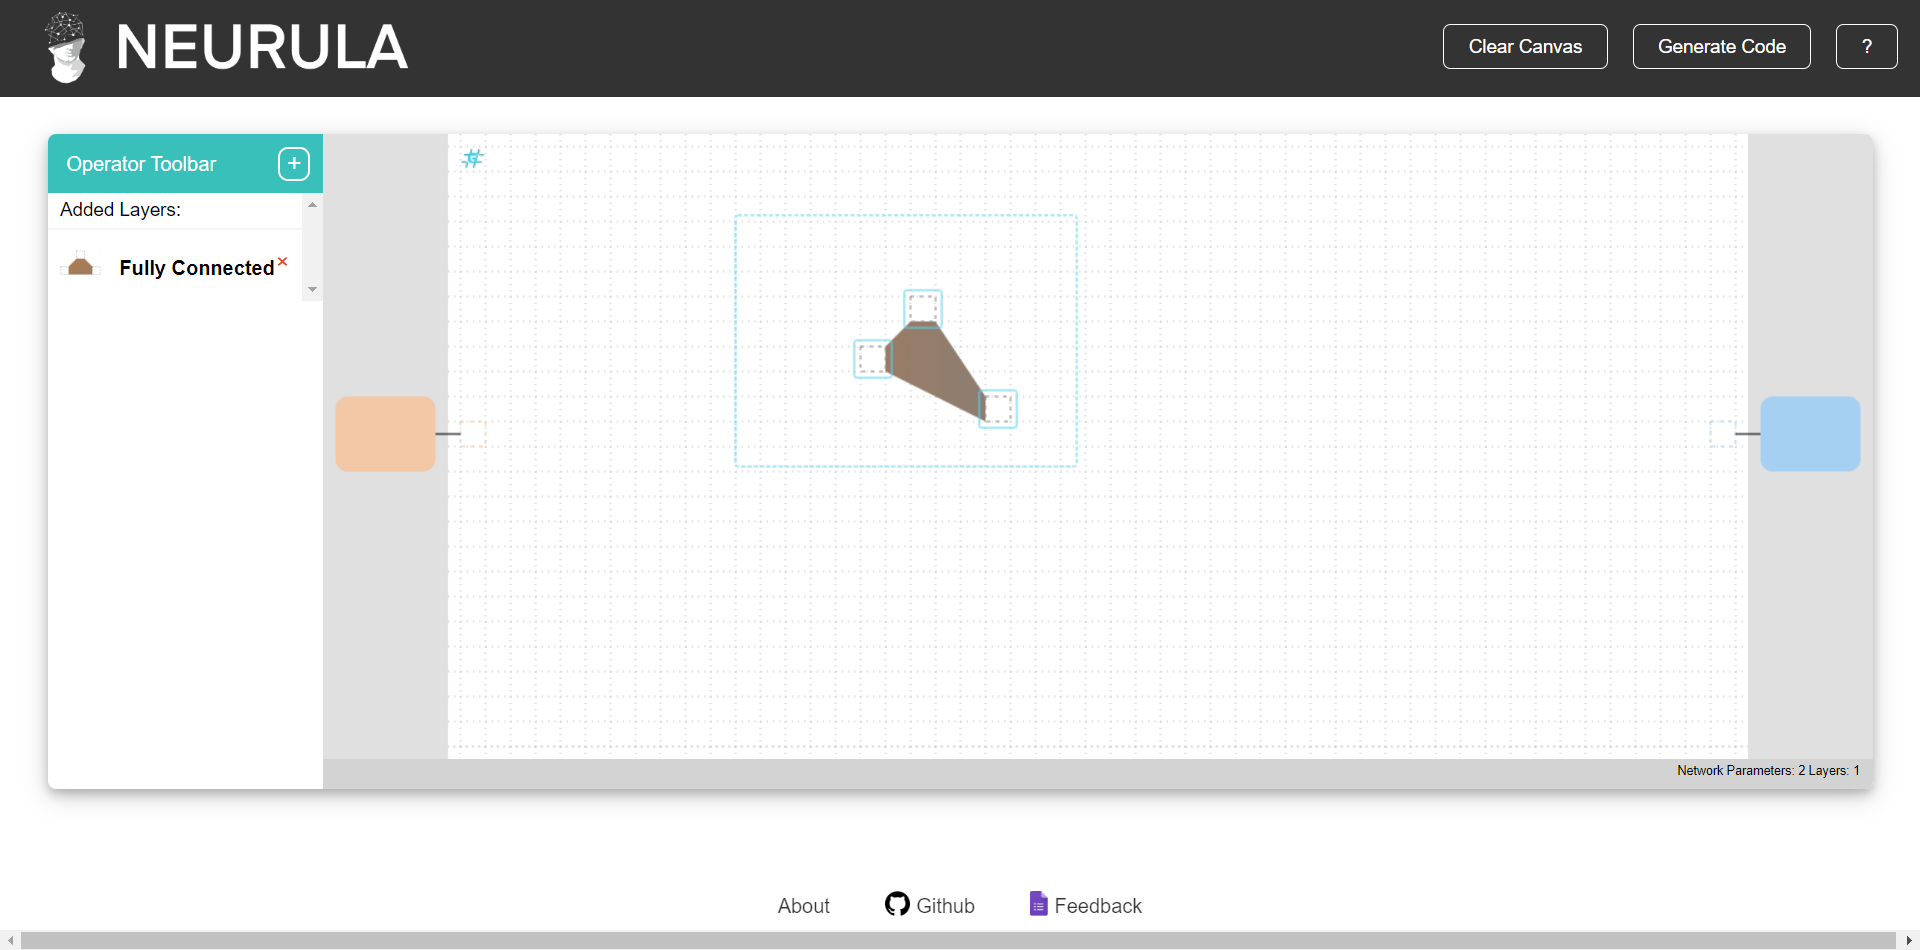 NEURULA
Clear Canvas
Generate Code
?
Operator Toolbar
+
Added Layers:
Fully Connected
Network Parameters: 2 Layers: 1
About
Github
Feedback